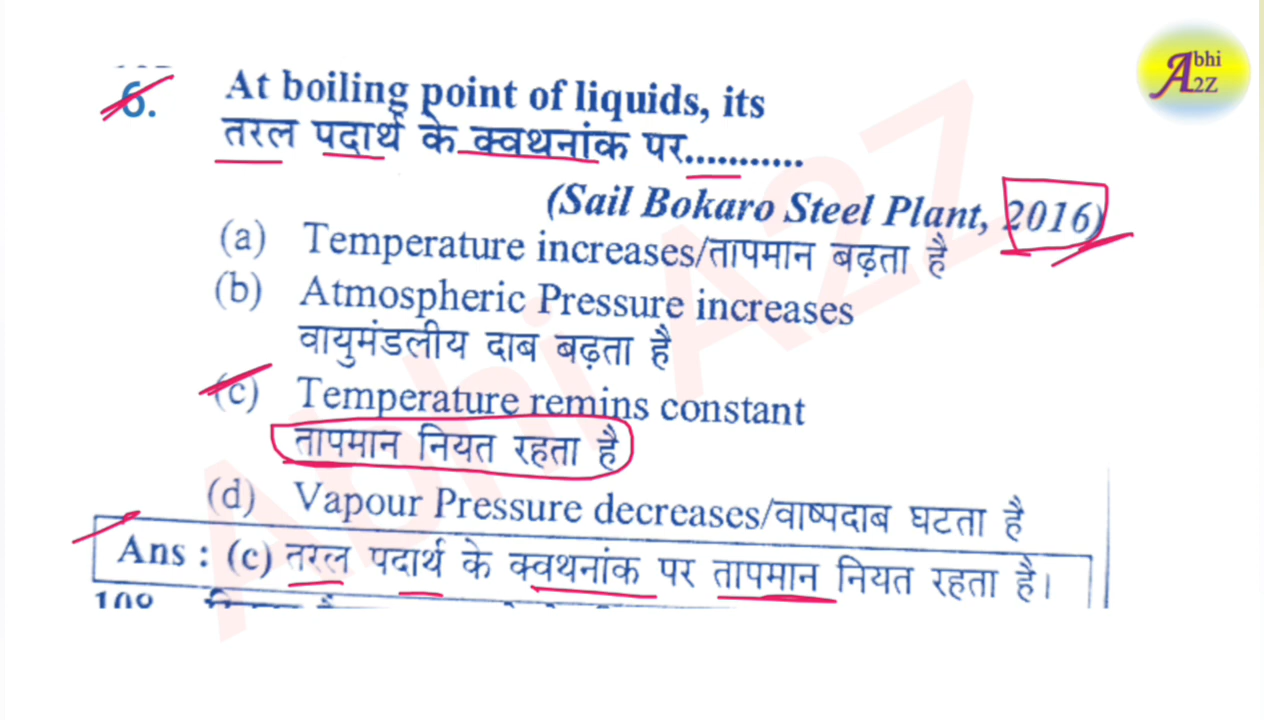 Abhi
A2Z
6. At boiling point of liquids, its
तरल पदार्थ के क्वथनांक पर...........
(Sail Bokaro Steel Plant, 2016)
(a) Temperature increases/तापमान बढ़ता है
(b) Atmospheric Pressure increases
वायुमंडलीय दाब बढ़ता है
(c) Temperature remins constant
तापमान नियत रहता है
(d) Vapour Pressure decreases/वाष्पदाब घटता है
Ans : (c) तरल पदार्थ के क्वथनांक पर तापमान नियत रहता है।
Abhi A2Z